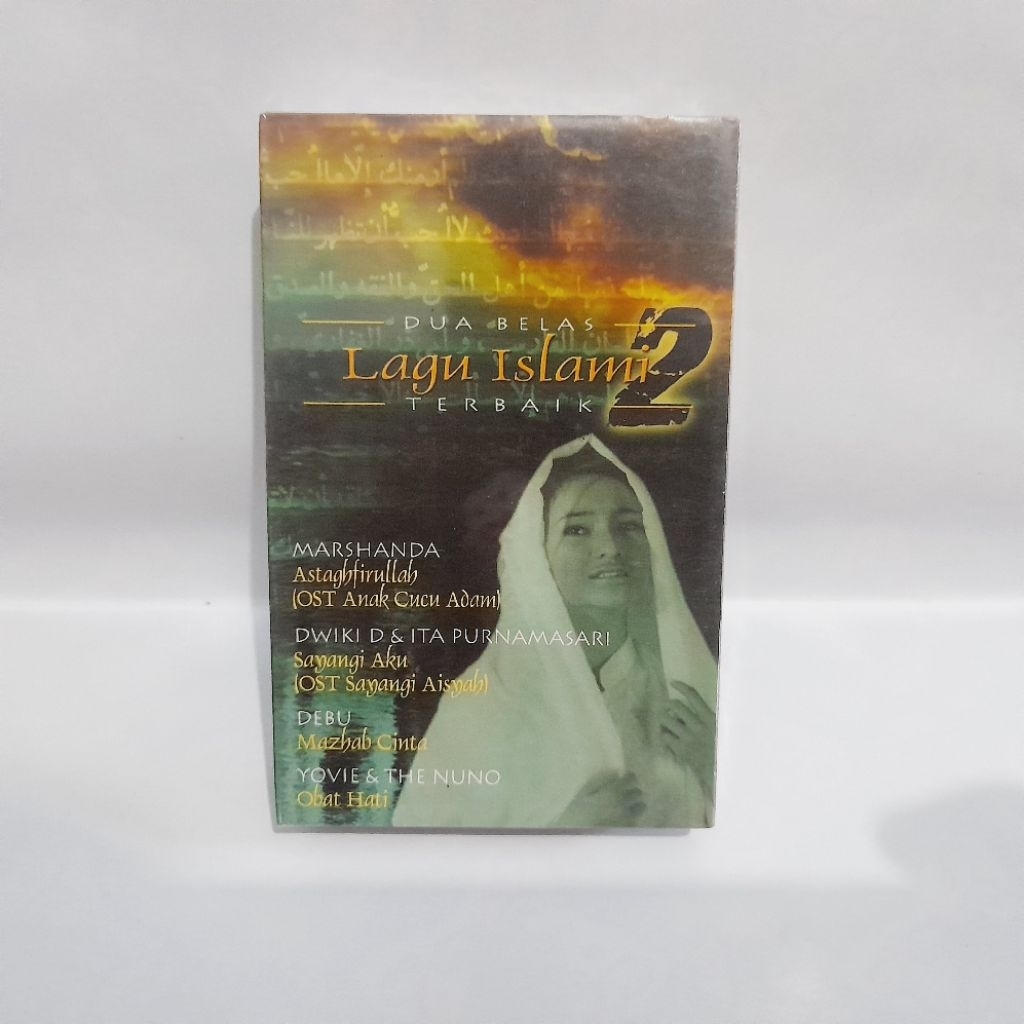 DUA BELAS
Lagu Islami 2
TERBAIK
MARSHANDA
Astaghfirullah
(OST Anak Cucu Adam)
DWIKI D & ITA PURNAMASARI
Sayangi Aku
(OST Sayangi Aisyah)
DEBU
Mazhab Cinta
YOVIE & THE NUNO
Obat Hati